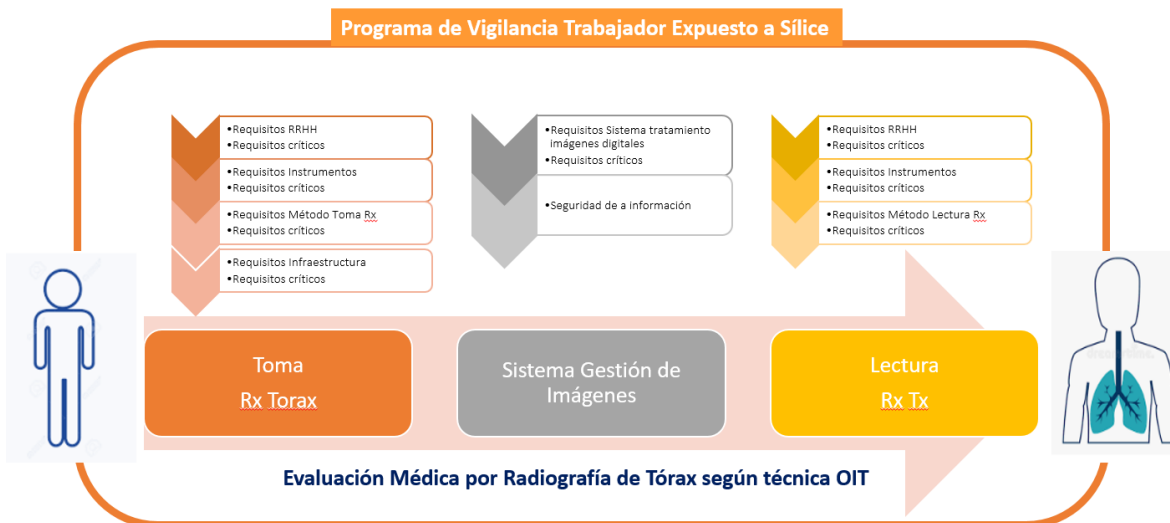 Programa de Vigilancia Trabajador Expuesto a Sílice
•Requisitos RRHH
•Requisitos críticos
•Requisitos Instrumentos
•Requisitos críticos
•Requisitos Método Toma Rx
•Requisitos críticos
•Requisitos Infraestructura
•Requisitos críticos
•Requisitos Sistema tratamiento
imágenes digitales
•Requisitos críticos
•Seguridad de a información
•Requisitos RRHH
•Requisitos críticos
•Requisitos Instrumentos
•Requisitos críticos
•Requisitos Método Lectura Rx
•Requisitos críticos
Toma
Rx Torax
Sistema Gestión de
Imágenes
Lectura
Rx Tx
Evaluación Médica por Radiografía de Tórax según técnica OIT